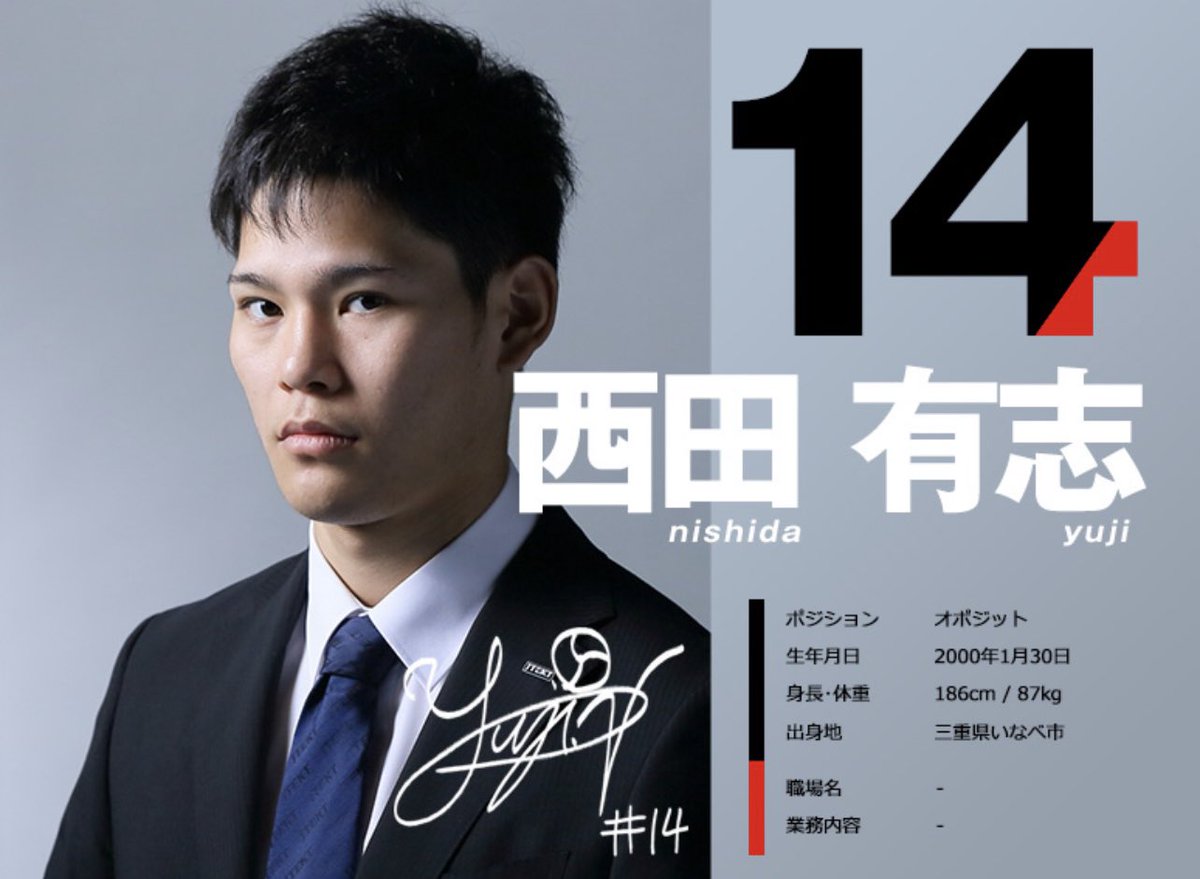 14
西田 有志
nishida yuji
ポジション オポジット
生年月日 2000年1月30日
身長・体重 186cm / 87kg
出身地 三重県いなべ市
職場名 -
業務内容 -
JTEKT
Yuji
#14
JTEKT